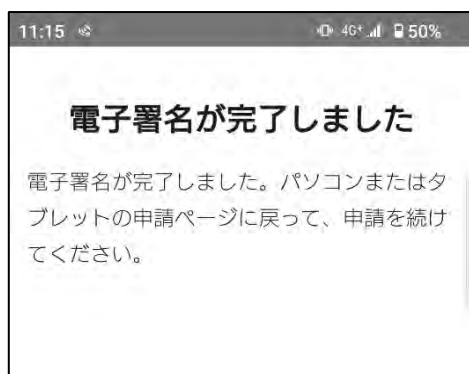 11:15 4G+ 50%
電子署名が完了しました
電子署名が完了しました。パソコンまたはタ
ブレットの申請ページに戻って、申請を続け
てください。